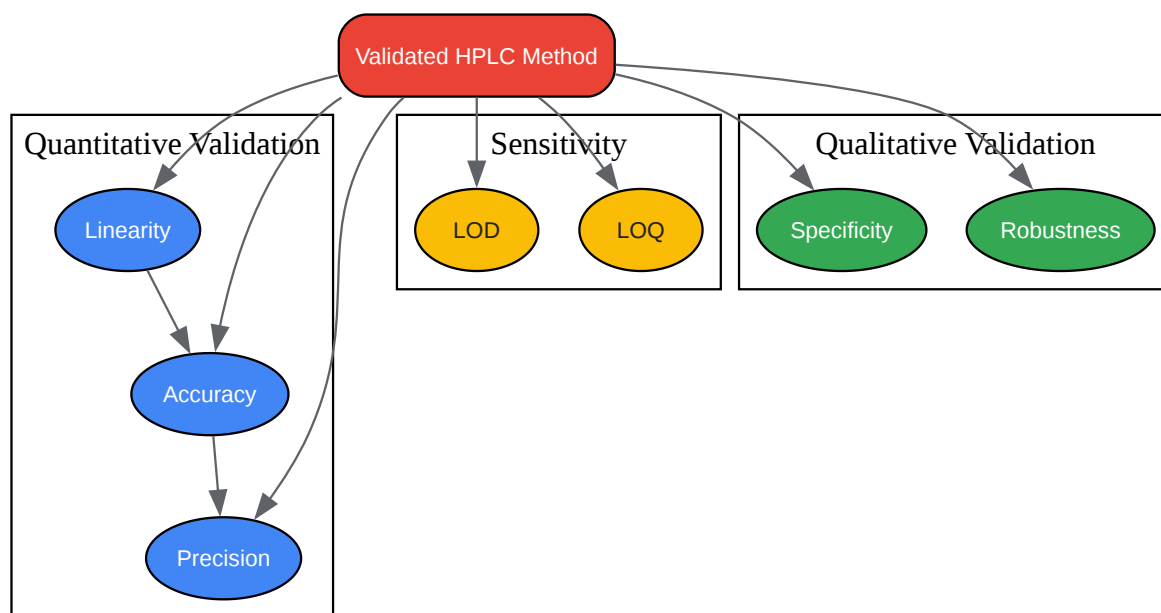 Validated HPLC Method
Quantitative Validation
Sensitivity
Qualitative Validation
Linearity
LOD
LOQ
Specificity
Robustness
Accuracy
Precision